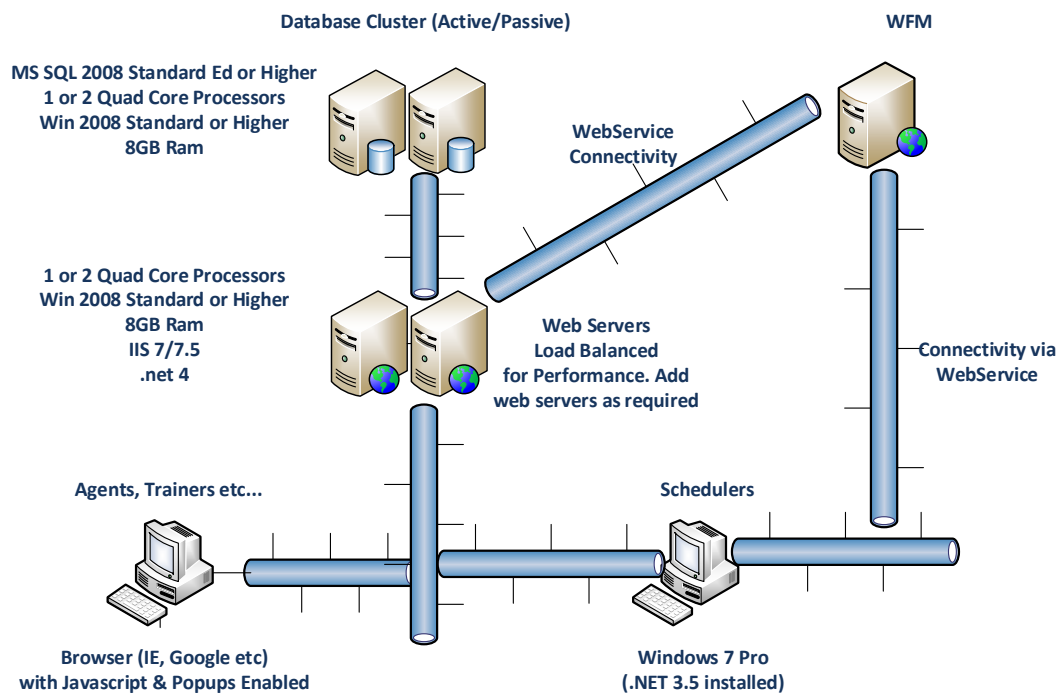 Database Cluster (Active/Passive)
WFM
MS SQL 2008 Standard Ed or Higher
1 or 2 Quad Core Processors
Win 2008 Standard or Higher
8GB Ram
WebService
Connectivity
1 or 2 Quad Core Processors
Win 2008 Standard or Higher
8GB Ram
IIS 7/7.5
.net 4
Web Servers
Load Balanced
for Performance. Add
web servers as required
Connectivity via
WebService
Agents, Trainers etc...
Schedulers
Browser (IE, Google etc)
with Javascript & Popups Enabled
Windows 7 Pro
(.NET 3.5 installed)